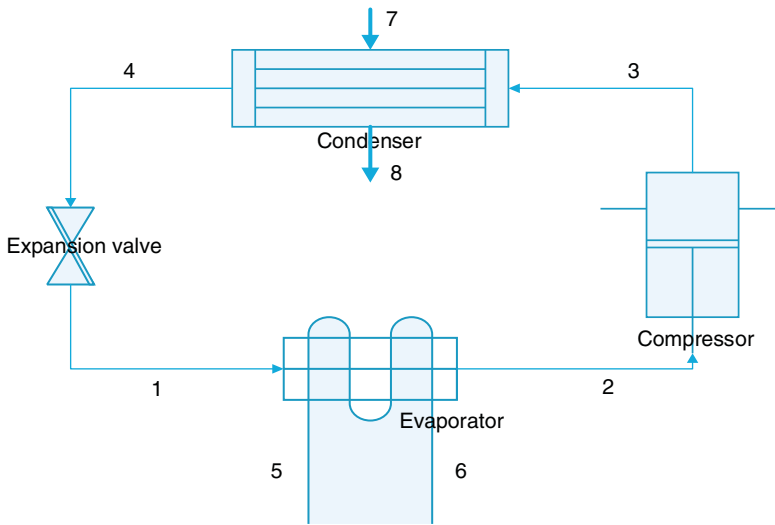 7
4
3
Condenser
8
Expansion valve
Compressor
1
2
Evaporator
5
6